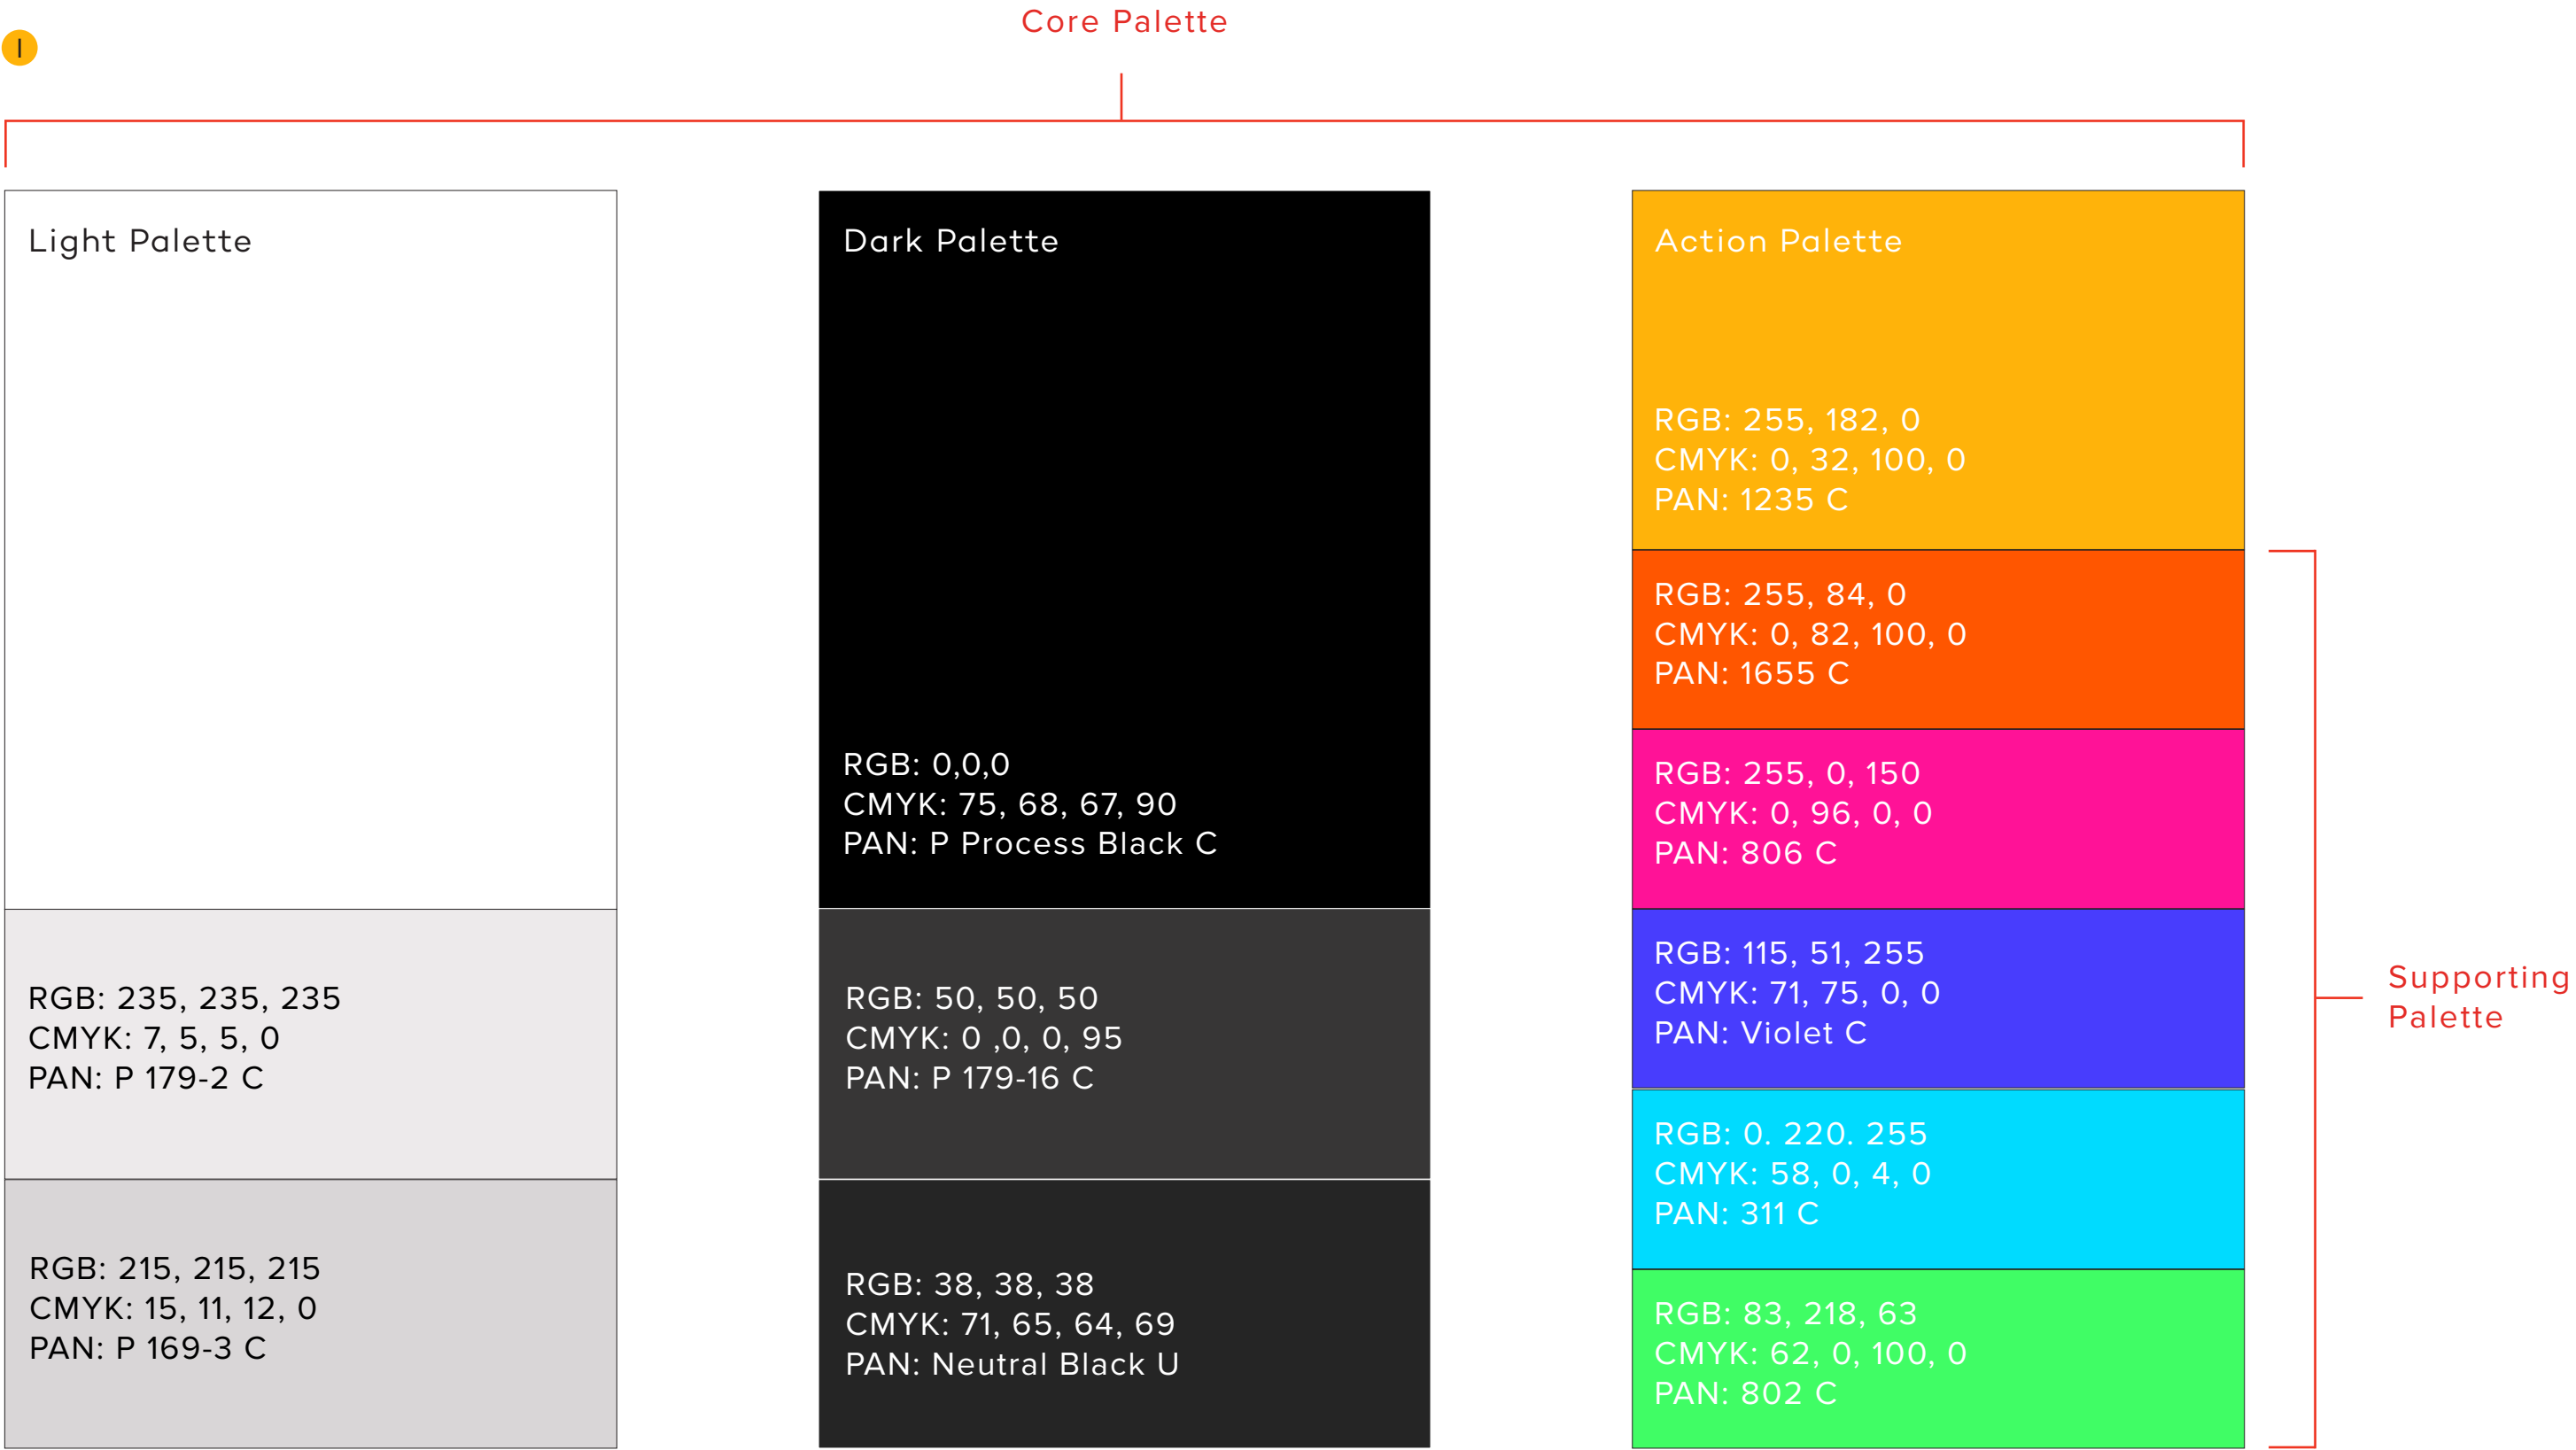 Core Palette
I
Light Palette
RGB: 235, 235, 235
CMYK: 7, 5, 5, 0
PAN: P 179-2 C
RGB: 215, 215, 215
CMYK: 15, 11, 12, 0
PAN: P 169-3 C
Dark Palette
RGB: 0,0,0
CMYK: 75, 68, 67, 90
PAN: P Process Black C
RGB: 50, 50, 50
CMYK: 0 ,0, 0, 95
PAN: P 179-16 C
RGB: 38, 38, 38
CMYK: 71, 65, 64, 69
PAN: Neutral Black U
Action Palette
RGB: 255, 182, 0
CMYK: 0, 32, 100, 0
PAN: 1235 C
RGB: 255, 84, 0
CMYK: 0, 82, 100, 0
PAN: 1655 C
RGB: 255, 0, 150
CMYK: 0, 96, 0, 0
PAN: 806 C
RGB: 115, 51, 255
CMYK: 71, 75, 0, 0
PAN: Violet C
RGB: 0. 220. 255
CMYK: 58, 0, 4, 0
PAN: 311 C
RGB: 83, 218, 63
CMYK: 62, 0, 100, 0
PAN: 802 C
Supporting
Palette